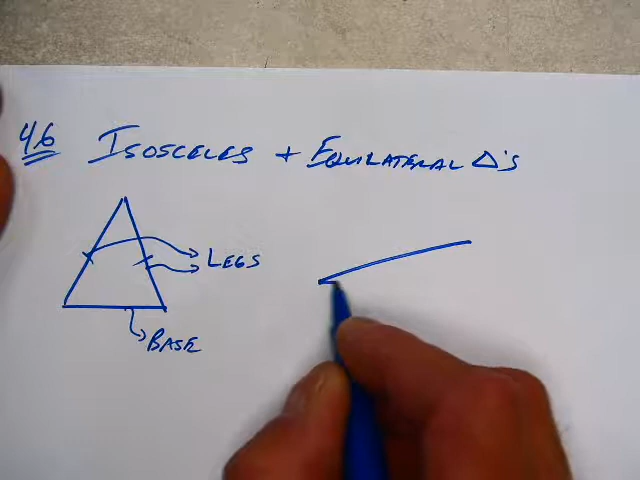 4.6 ISOSCELES + EQUILATERAL Δ'S
LEGS
BASE